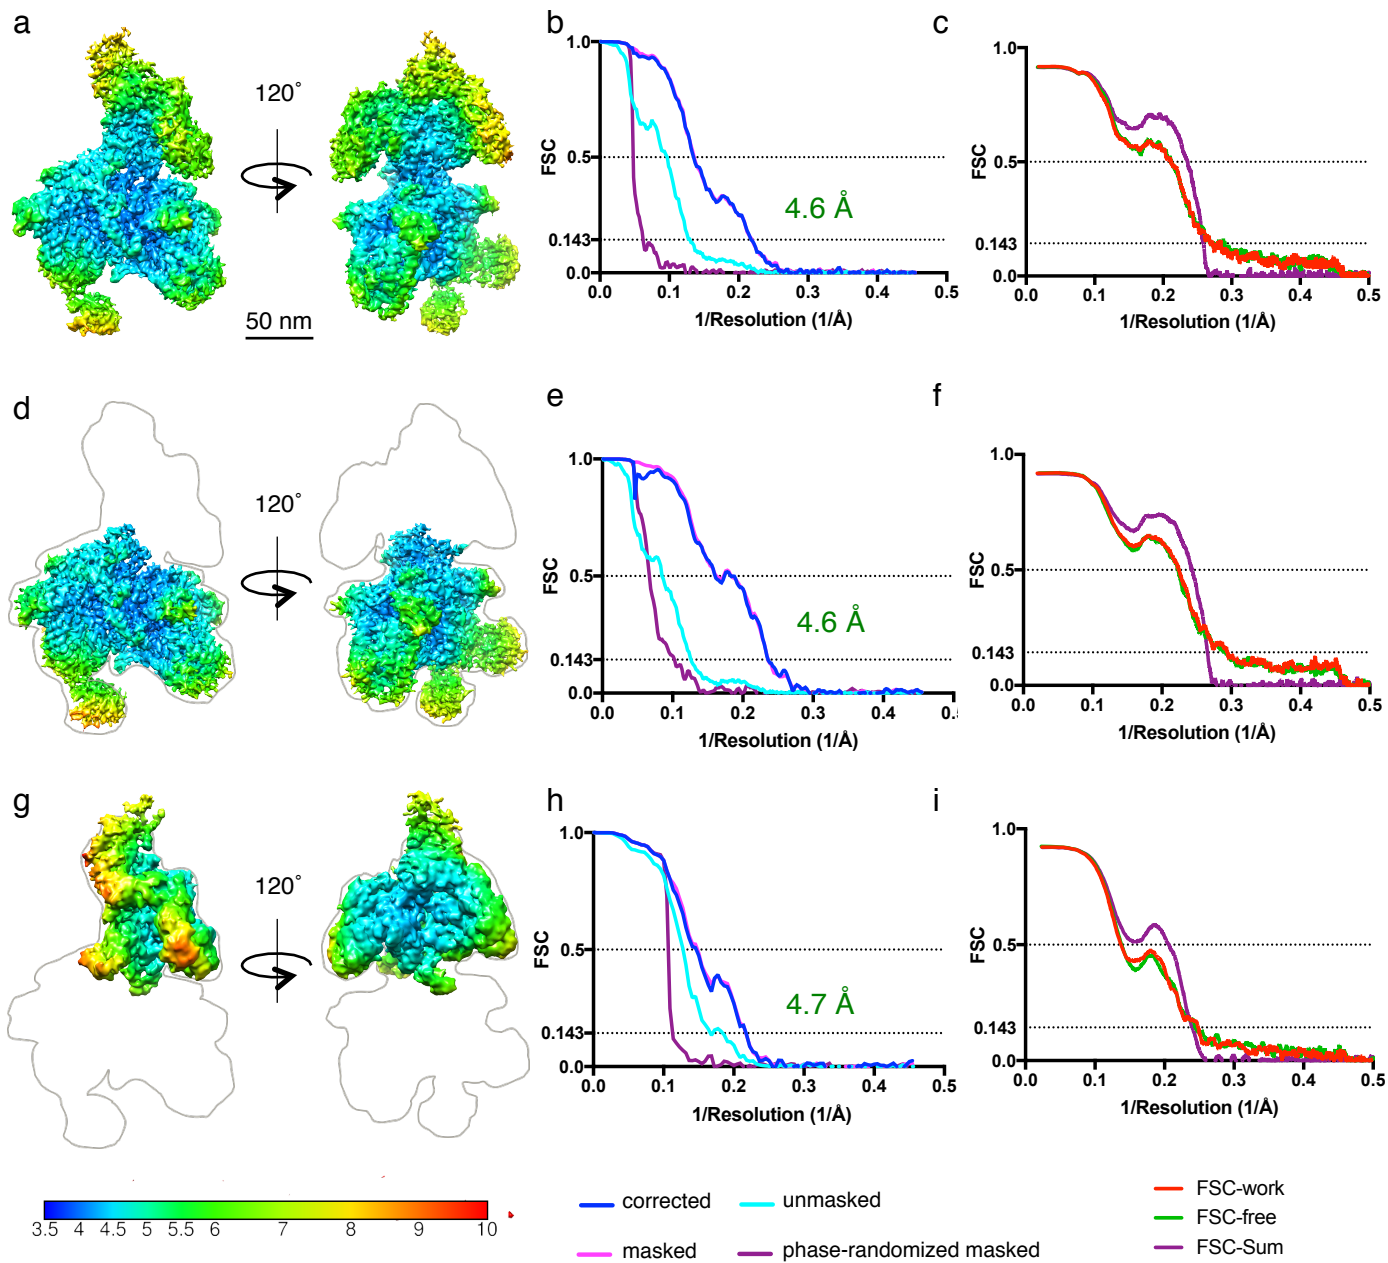 a
120°
50 nm
b
1.0
0.5
0.143
0.0
FSC
4.6 Å
0.0 0.1 0.2 0.3 0.4 0.5
1/Resolution (1/Å)
c
1.0
0.5
0.143
0.0
FSC
0.0 0.1 0.2 0.3 0.4 0.5
1/Resolution (1/Å)
d
120°
e
1.0
0.5
0.143
0.0
FSC
4.6 Å
0.0 0.1 0.2 0.3 0.4 0.
1/Resolution (1/Å)
f
1.0
0.5
0.143
0.0
FSC
0.0 0.1 0.2 0.3 0.4 0.5
1/Resolution (1/Å)
g
120°
h
1.0
0.5
0.143
0.0
FSC
4.7 Å
0.0 0.1 0.2 0.3 0.4 0.5
1/Resolution (1/Å)
i
1.0
0.5
0.143
0.0
FSC
0.0 0.1 0.2 0.3 0.4 0.5
1/Resolution (1/Å)
3.5 4 4.5 5 5.5 6 7 8 9 10
corrected
unmasked
masked
phase-randomized masked
FSC-work
FSC-free
FSC-Sum